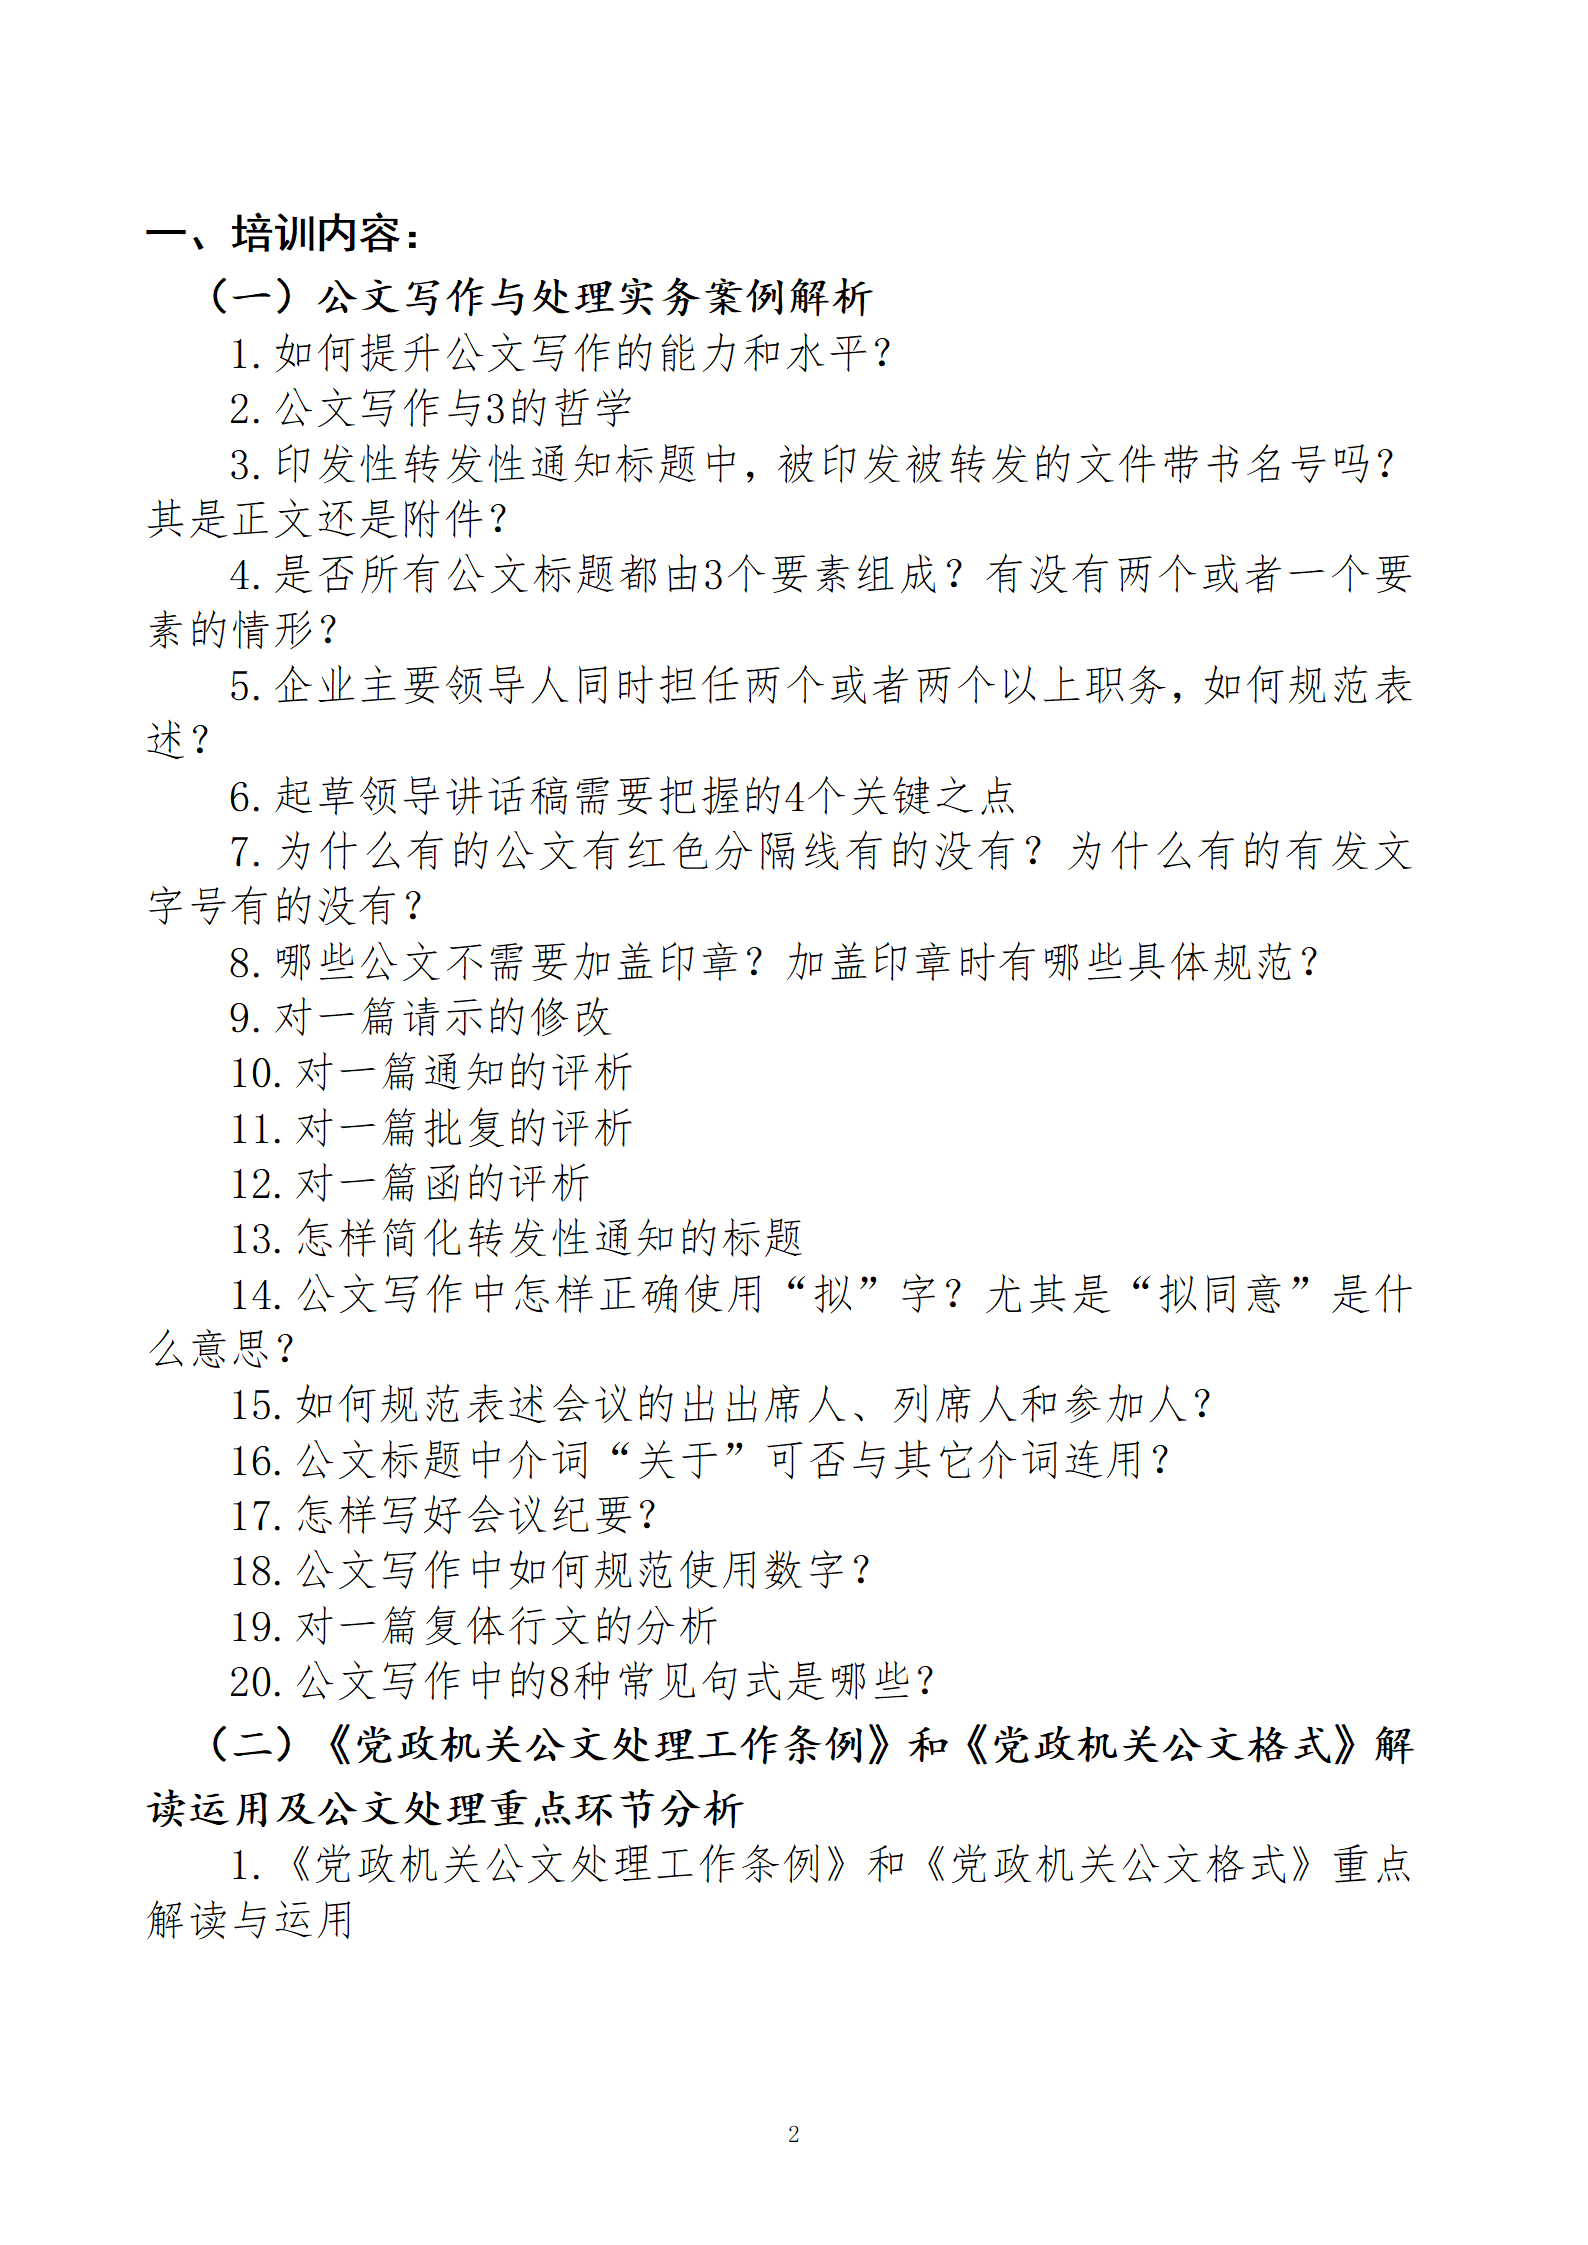 一、培训内容：
（一）公文写作与处理实务案例解析
1.如何提升公文写作的能力和水平？
2.公文写作与3的哲学
3.印发性转发性通知标题中，被印发被转发的文件带书名号吗？
其是正文还是附件？
4.是否所有公文标题都由3个要素组成？有没有两个或者一个要
素的情形？
5.企业主要领导人同时担任两个或者两个以上职务，如何规范表
述？
6.起草领导讲话稿需要把握的4个关键之点
7.为什么有的公文有红色分隔线有的没有？为什么有的有发文
字号有的没有？
8.哪些公文不需要加盖印章？加盖印章时有哪些具体规范？
9.对一篇请示的修改
10.对一篇通知的评析
11.对一篇批复的评析
12.对一篇函的评析
13.怎样简化转发性通知的标题
14.公文写作中怎样正确使用“拟”字？尤其是“拟同意”是什
么意思？
15.如何规范表述会议的出出席人、列席人和参加人？
16.公文标题中介词“关于”可否与其它介词连用？
17.怎样写好会议纪要？
18.公文写作中如何规范使用数字？
19.对一篇复体行文的分析
20.公文写作中的8种常见句式是哪些？
（二）《党政机关公文处理工作条例》和《党政机关公文格式》解
读运用及公文处理重点环节分析
1.《党政机关公文处理工作条例》和《党政机关公文格式》重点
解读与运用
2